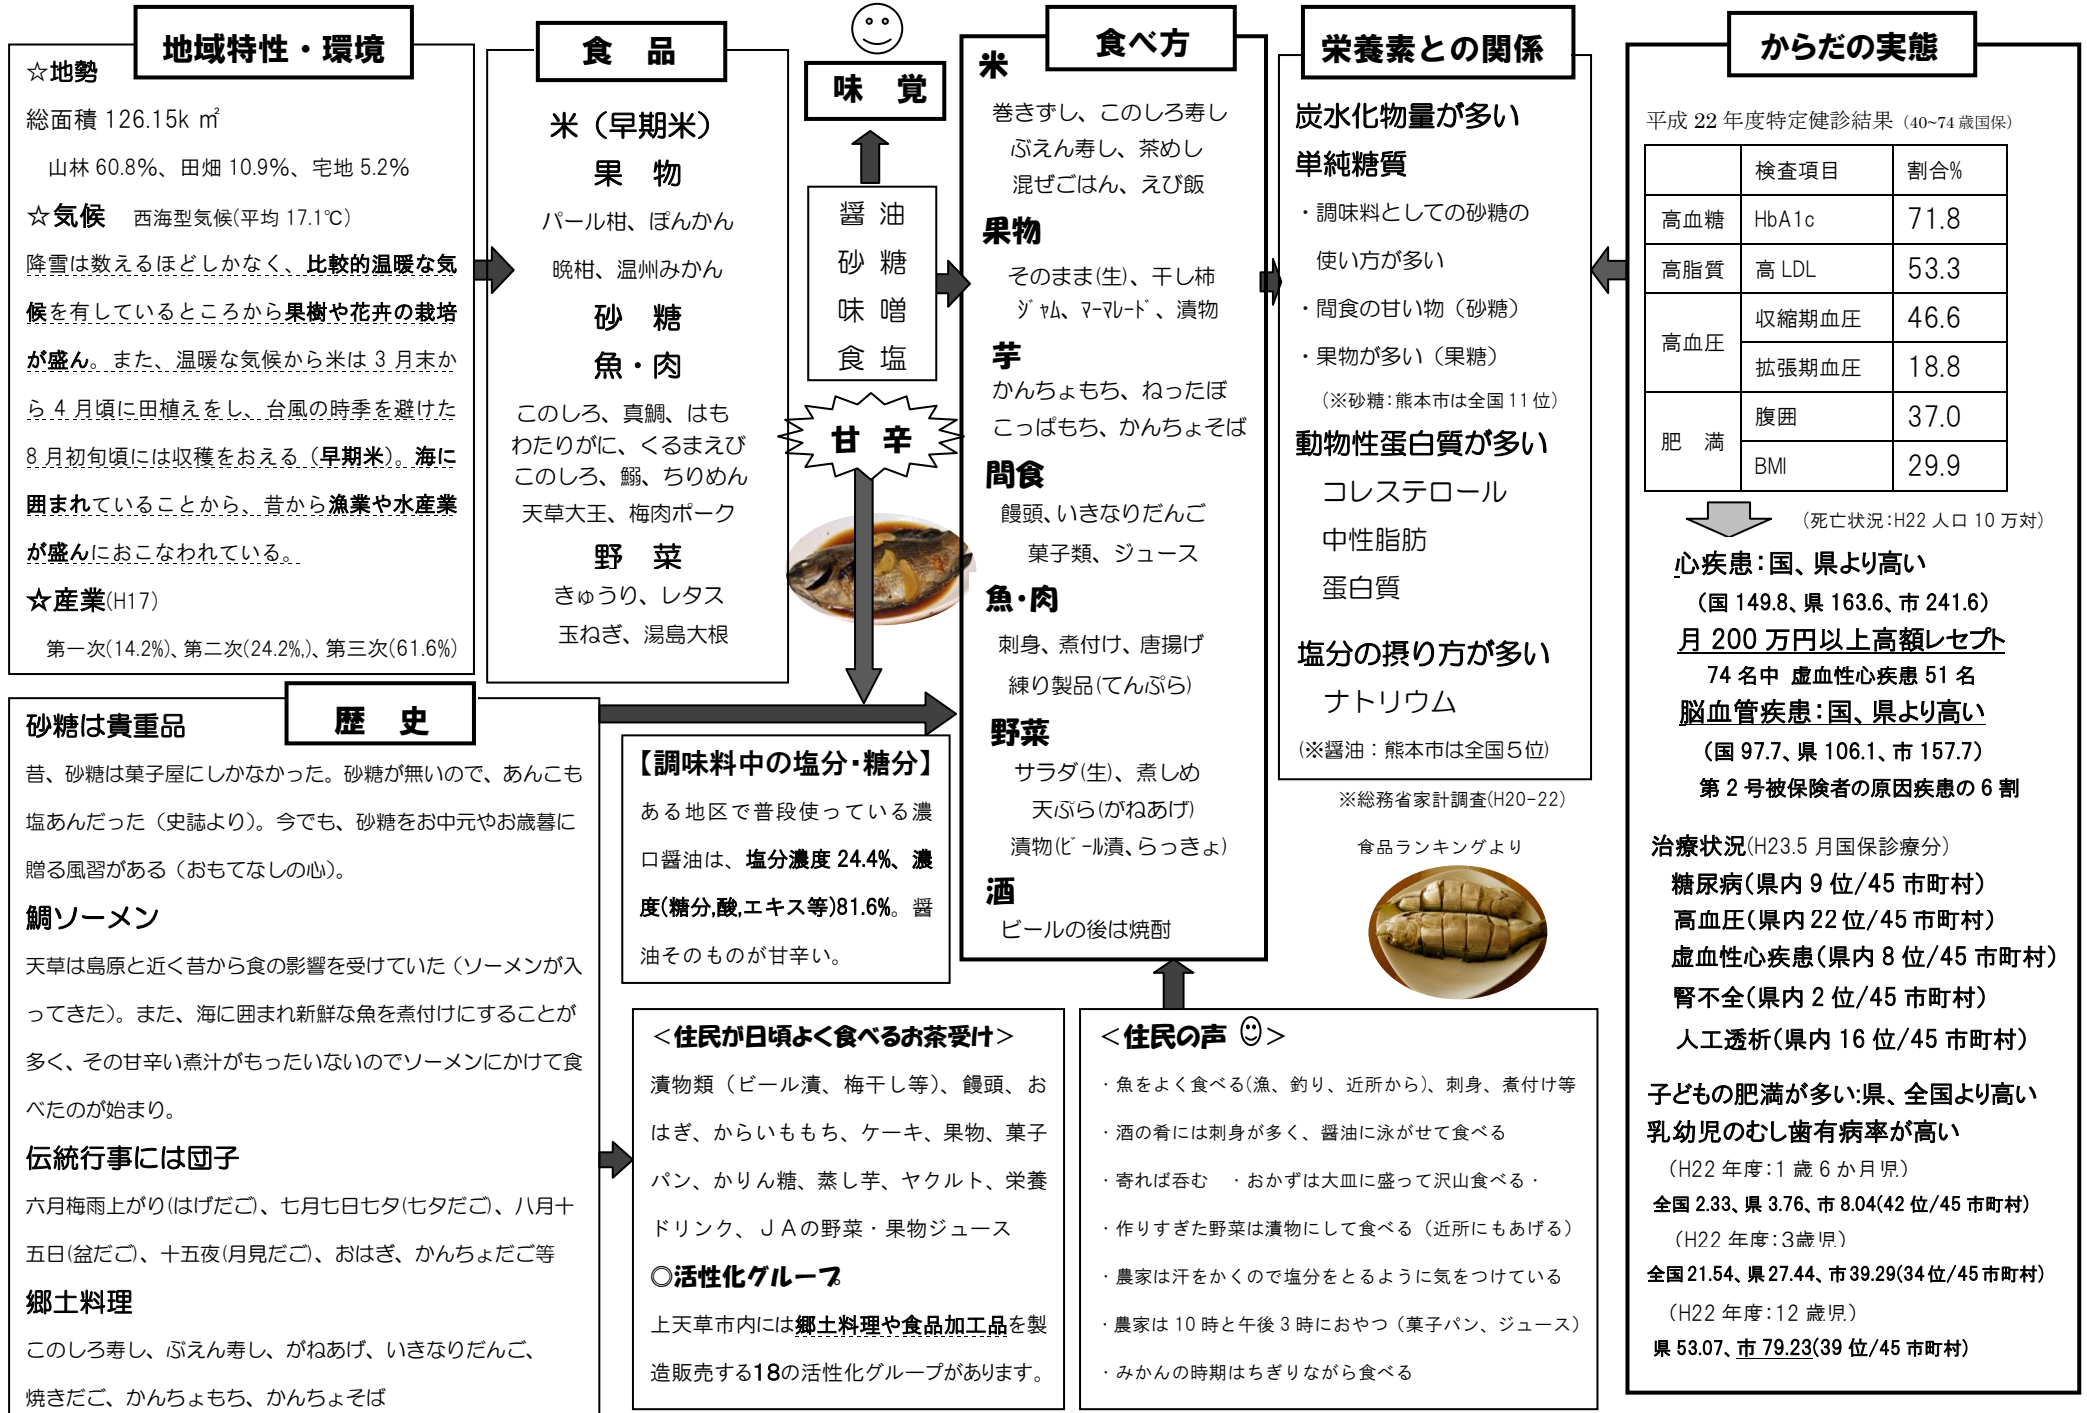 地域特性・環境
☆地勢
総面積 126.15k ㎡
山林 60.8%、田畑 10.9%、宅地 5.2%
☆気候 西海型気候(平均 17.1℃)
降雪は数えるほどしかなく、比較的温暖な気
候を有しているところから果樹や花卉の栽培
が盛ん。また、温暖な気候から米は 3 月末か
ら 4 月頃に田植えをし、台風の時季を避けた
8 月初旬頃には収穫をおえる（早期米）。海に
囲まれていることから、昔から漁業や水産業
が盛んにおこなわれている。
☆産業(H17)
第一次(14.2%)、第二次(24.2%,)、第三次(61.6%)
食 品
米（早期米）
果 物
パール柑、ぽんかん
晩柑、温州みかん
砂 糖
魚・肉
このしろ、真鯛、はも
わたりがに、くるまえび
このしろ、鰯、ちりめん
天草大王、梅肉ポーク
野 菜
きゅうり、レタス
玉ねぎ、湯島大根
味 覚
醤 油
砂 糖
味 噌
食 塩
甘 辛
食べ方
米
巻きずし、このしろ寿し
ぶえん寿し、茶めし
混ぜごはん、えび飯
果物
そのまま(生)、干し柿
ｼﾞｬﾑ、ﾏｰﾏﾚｰﾄﾞ、漬物
芋
かんちょもち、ねったぼ
こっぱもち、かんちょそば
間食
饅頭、いきなりだんご
菓子類、ジュース
魚・肉
刺身、煮付け、唐揚げ
練り製品(てんぷら)
野菜
サラダ(生)、煮しめ
天ぷら(がねあげ)
漬物(ﾋﾞｰﾙ漬、らっきょ)
酒
ビールの後は焼酎
栄養素との関係
炭水化物量が多い
単純糖質
・調味料としての砂糖の
使い方が多い
・間食の甘い物（砂糖）
・果物が多い（果糖）
（※砂糖：熊本市は全国 11 位）
動物性蛋白質が多い
コレステロール
中性脂肪
蛋白質
塩分の摂り方が多い
ナトリウム
(※醤油：熊本市は全国５位)
※総務省家計調査(H20-22)
食品ランキングより
からだの実態
平成 22 年度特定健診結果（40~74 歳国保）
検査項目 割合%
高血糖 HbA1c 71.8
高脂質 高 LDL 53.3
高血圧 収縮期血圧 46.6
拡張期血圧 18.8
肥 満 腹囲 37.0
BMI 29.9
（死亡状況：H22 人口 10 万対）
心疾患：国、県より高い
（国 149.8、県 163.6、市 241.6）
月 200 万円以上高額レセプト
74 名中 虚血性心疾患 51 名
脳血管疾患：国、県より高い
（国 97.7、県 106.1、市 157.7）
第 2 号被保険者の原因疾患の 6 割
治療状況(H23.5 月国保診療分)
糖尿病(県内 9 位/45 市町村)
高血圧(県内 22 位/45 市町村)
虚血性心疾患(県内 8 位/45 市町村)
腎不全(県内 2 位/45 市町村)
人工透析(県内 16 位/45 市町村)
子どもの肥満が多い:県、全国より高い
乳幼児のむし歯有病率が高い
（H22 年度：1 歳 6 か月児）
全国 2.33、県 3.76、市 8.04(42 位/45 市町村)
（H22 年度：3歳児）
全国 21.54、県 27.44、市 39.29(34 位/45 市町村)
（H22 年度：12 歳児）
県 53.07、市 79.23(39 位/45 市町村)
歴 史
砂糖は貴重品
昔、砂糖は菓子屋にしかなかった。砂糖が無いので、あんこも
塩あんだった（史誌より）。今でも、砂糖をお中元やお歳暮に
贈る風習がある（おもてなしの心）。
鯛ソーメン
天草は島原と近く昔から食の影響を受けていた（ソーメンが入
ってきた）。また、海に囲まれ新鮮な魚を煮付けにすることが
多く、その甘辛い煮汁がもったいないのでソーメンにかけて食
べたのが始まり。
伝統行事には団子
六月梅雨上がり(はげだご)、七月七日七夕(七夕だご)、八月十
五日(盆だご)、十五夜(月見だご)、おはぎ、かんちょだご等
郷土料理
このしろ寿し、ぶえん寿し、がねあげ、いきなりだんご、
焼きだご、かんちょもち、かんちょそば
【調味料中の塩分・糖分】
ある地区で普段使っている濃
口醤油は、塩分濃度 24.4%、濃
度(糖分,酸,エキス等)81.6%。醤
油そのものが甘辛い。
＜住民が日頃よく食べるお茶受け＞
漬物類（ビール漬、梅干し等）、饅頭、お
はぎ、からいももち、ケーキ、果物、菓子
パン、かりん糖、蒸し芋、ヤクルト、栄養
ドリンク、ＪＡの野菜・果物ジュース
◎活性化グループ
上天草市内には郷土料理や食品加工品を製
造販売する18の活性化グループがあります。
＜住民の声 ＞
・魚をよく食べる(漁、釣り、近所から)、刺身、煮付け等
・酒の肴には刺身が多く、醤油に泳がせて食べる
・寄れば呑む ・おかずは大皿に盛って沢山食べる・
・作りすぎた野菜は漬物にして食べる（近所にもあげる）
・農家は汗をかくので塩分をとるように気をつけている
・農家は 10 時と午後 3 時におやつ（菓子パン、ジュース）
・みかんの時期はちぎりながら食べる